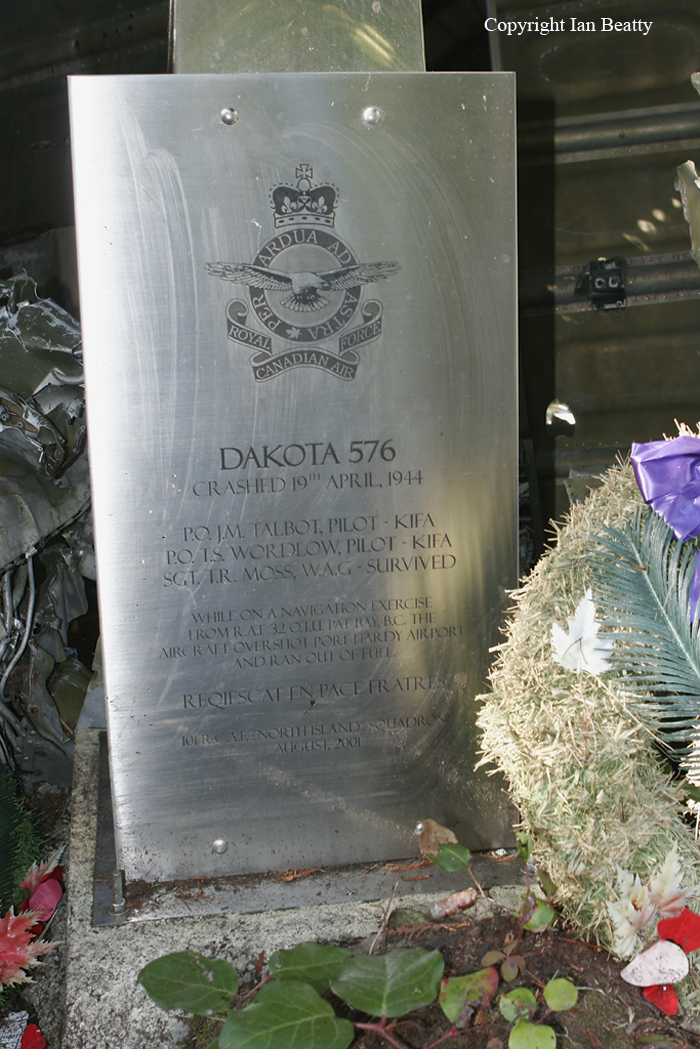 Copyright Ian Beatty
PER ARDUA AD ASTRA
ROYAL CANADIAN AIR FORCE
DAKOTA 576
CRASHED 19TH APRIL, 1944
P.O. J.M. TALBOT, PILOT - KIFA
P.O. T.S. WORDLOW, PILOT - KIFA
SGT. T.R. MOSS, W.A.G - SURVIVED
WHILE ON A NAVIGATION EXERCISE
FROM R.A.F. 32 O.T.U. PAT BAY, B.C. THE
AIRCRAFT OVERSHOT PORT HARDY AIRPORT
AND RAN OUT OF FUEL.
REQIESCAT EN PACE FRATRES
101 R.C.A.F. "NORTH ISLAND" SQUADRON
AUGUST, 2001